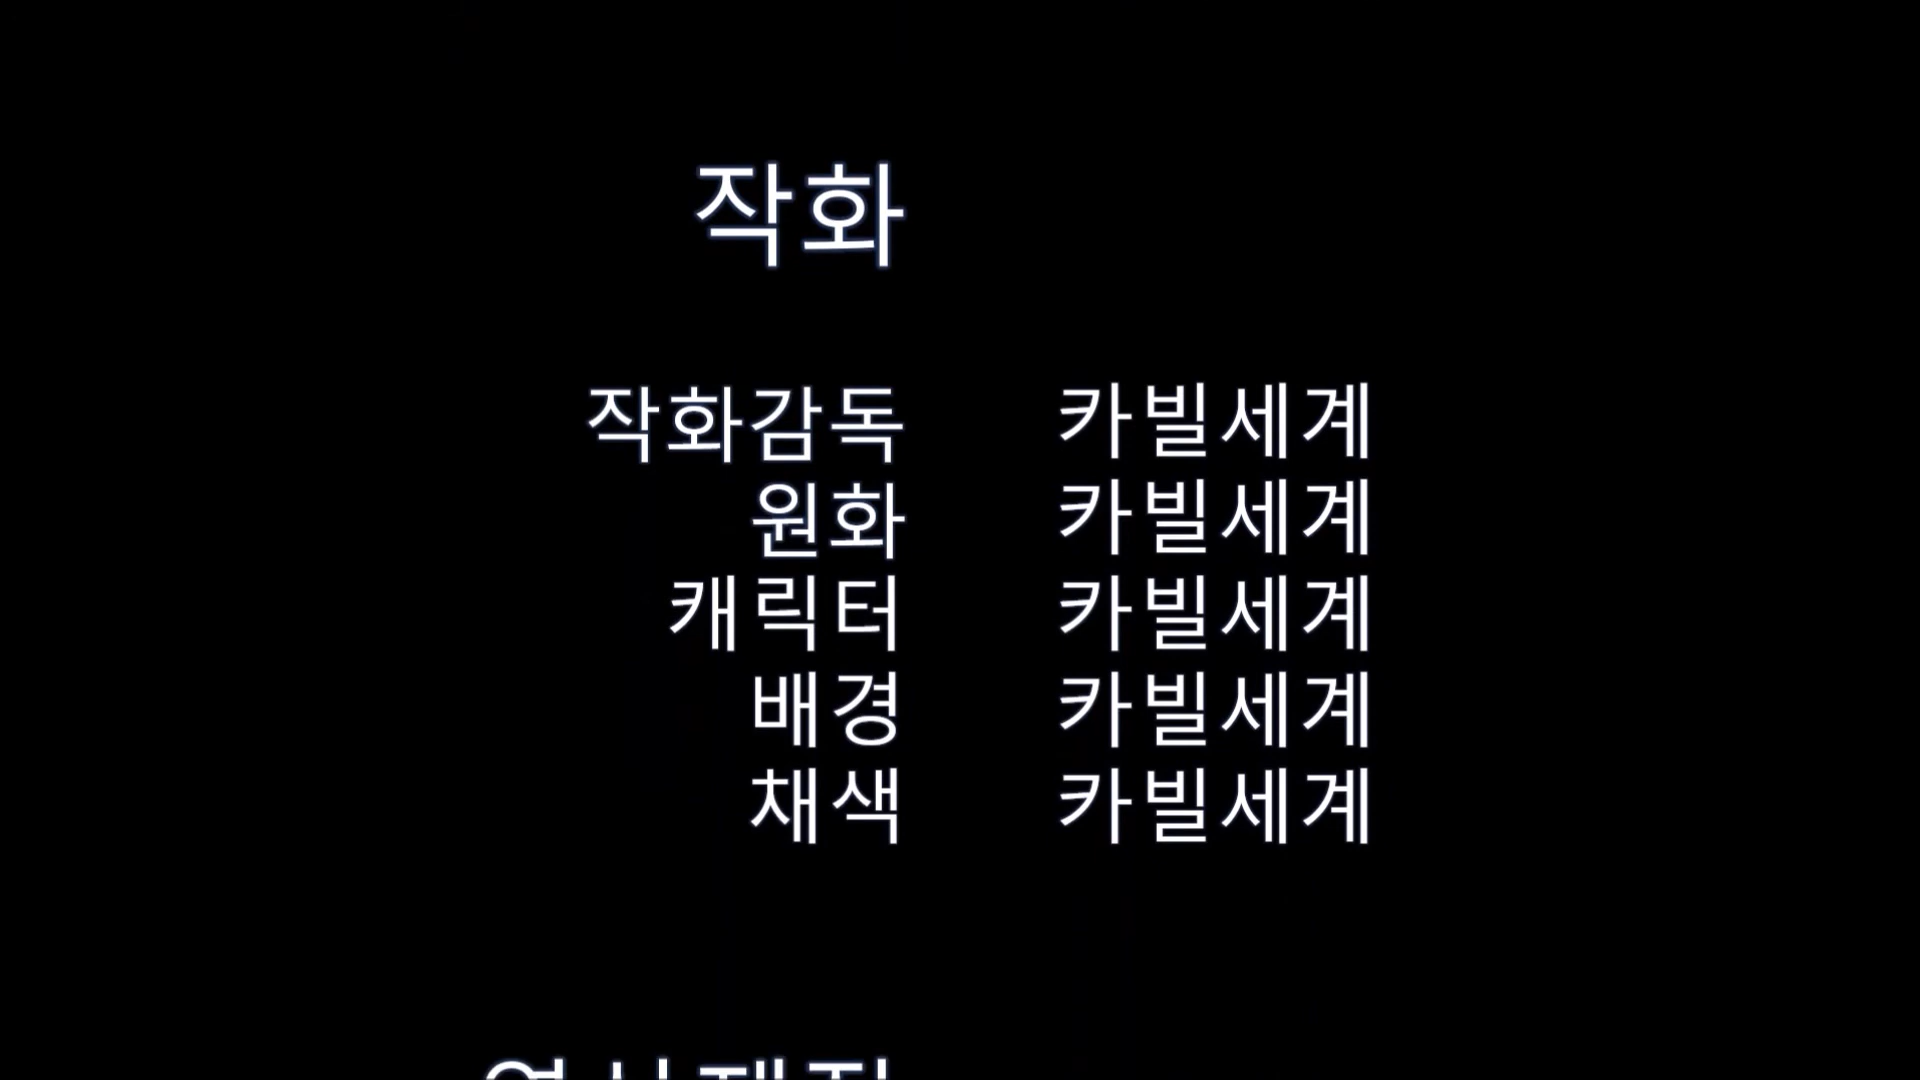 작화
작화감독 카빌세계
원화 카빌세계
캐릭터 카빌세계
배경 카빌세계
채색 카빌세계